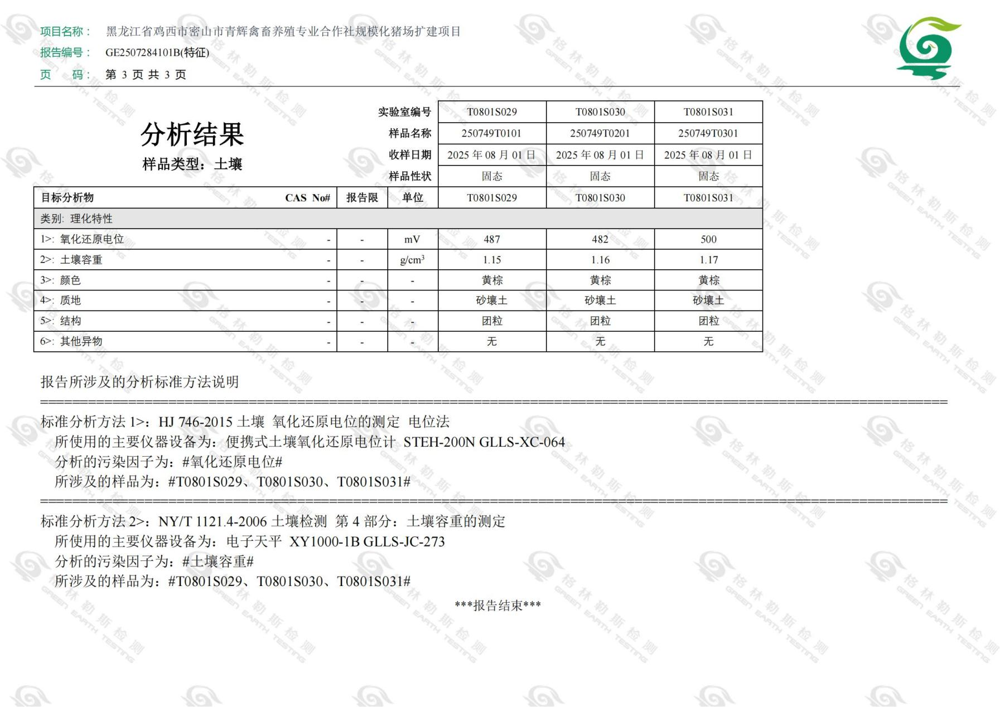 项目名称： 黑龙江省鸡西市密山市青辉禽畜养殖专业合作社规模化猪场扩建项目
报告编号： GE2507284101B(特征)
页 码： 第 3 页 共 3 页
分析结果
样品类型：土壤
实验室编号 T0801S029 T0801S030 T0801S031
样品名称 250749T0101 250749T0201 250749T0301
收样日期 2025 年 08 月 01 日 2025 年 08 月 01 日 2025 年 08 月 01 日
样品性状 固态 固态 固态
目标分析物 CAS No# 报告限 单位 T0801S029 T0801S030 T0801S031
类别: 理化特性
1>: 氧化还原电位 - - mV 487 482 500
2>: 土壤容重 - - g/cm³ 1.15 1.16 1.17
3>: 颜色 - - - 黄棕 黄棕 黄棕
4>: 质地 - - - 砂壤土 砂壤土 砂壤土
5>: 结构 - - - 团粒 团粒 团粒
6>: 其他异物 - - - 无 无 无
报告所涉及的分析标准方法说明
标准分析方法 1>：HJ 746-2015 土壤 氧化还原电位的测定 电位法
所使用的主要仪器设备为：便携式土壤氧化还原电位计 STEH-200N GLLS-XC-064
分析的污染因子为：#氧化还原电位#
所涉及的样品为：#T0801S029、T0801S030、T0801S031#
标准分析方法 2>：NY/T 1121.4-2006 土壤检测 第 4 部分：土壤容重的测定
所使用的主要仪器设备为：电子天平 XY1000-1B GLLS-JC-273
分析的污染因子为：#土壤容重#
所涉及的样品为：#T0801S029、T0801S030、T0801S031#
***报告结束***
格林勒斯检测
GREEN EARTH TESTING